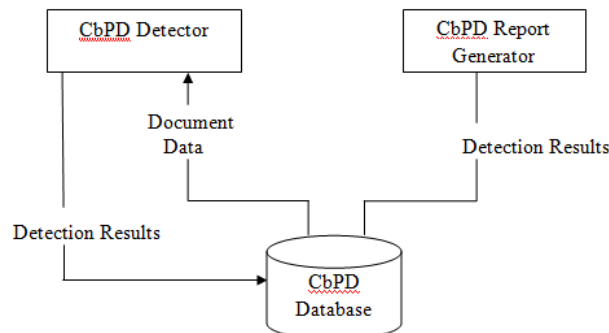 CbPD Detector
CbPD Report
Generator
Document
Data
Detection Results
Detection Results
CbPD
Database